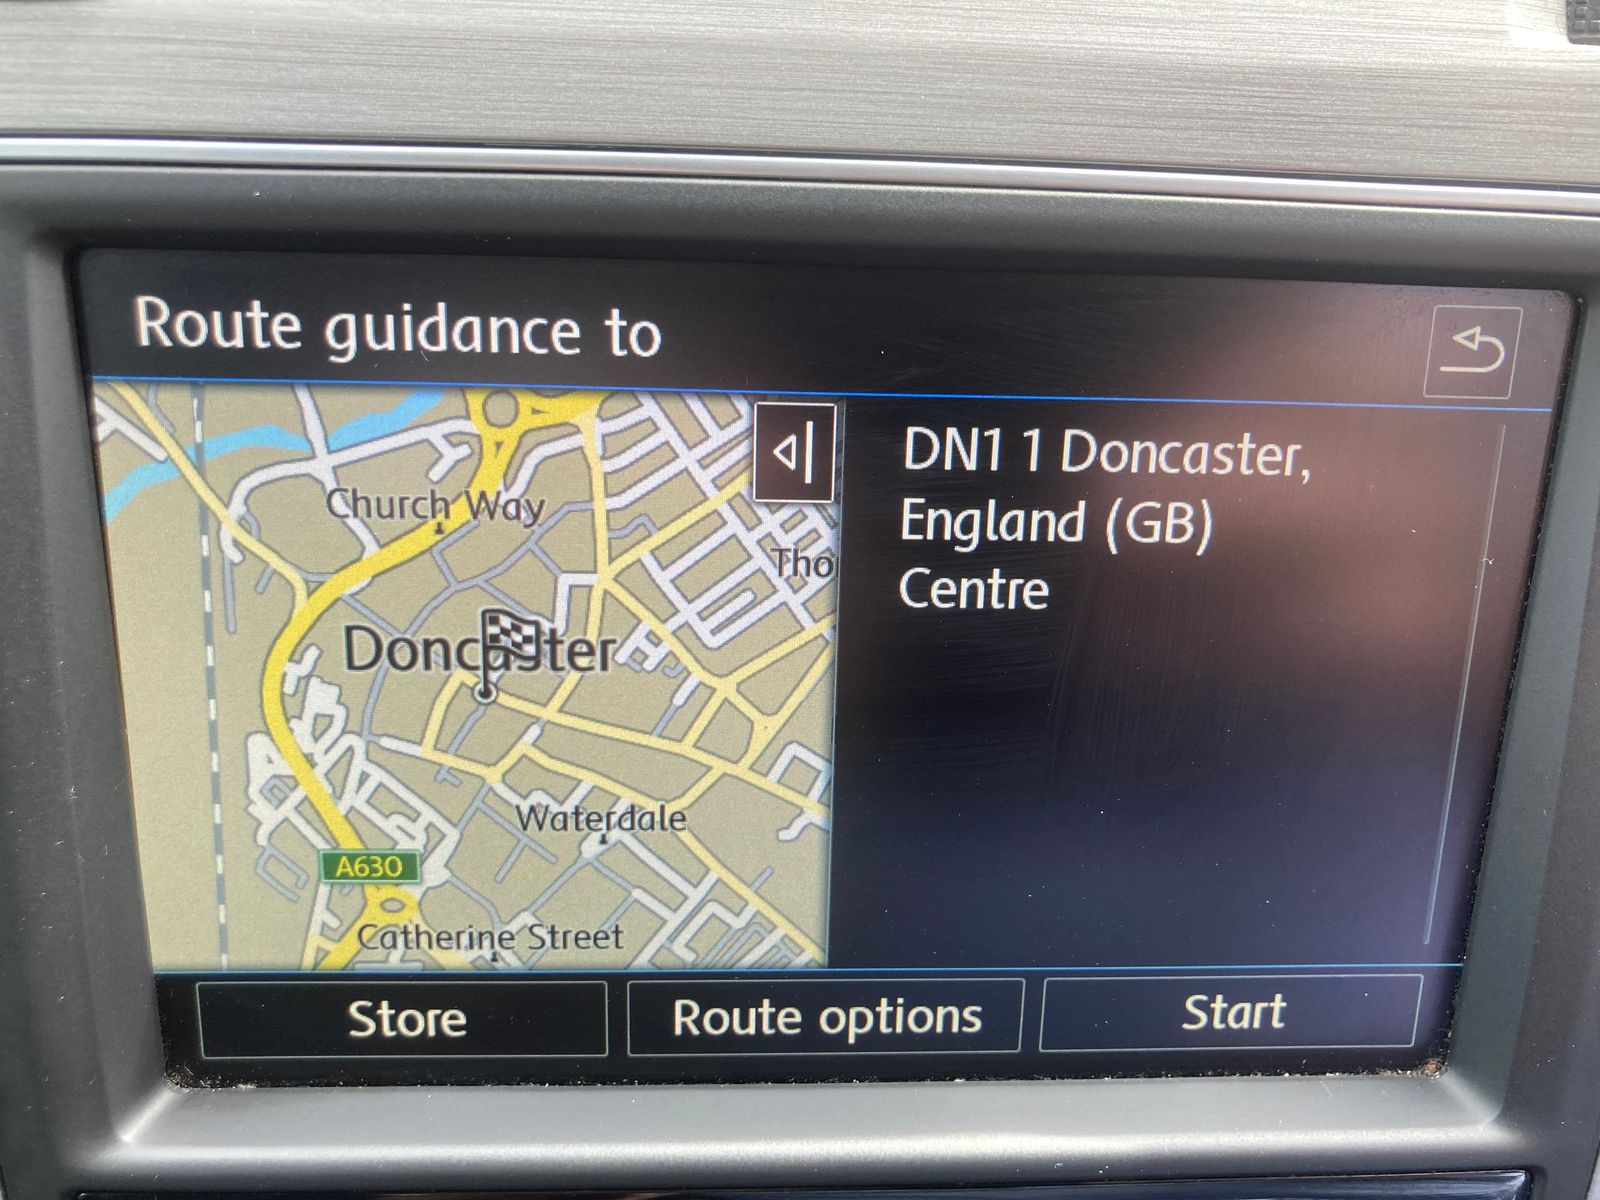 Route guidance to
Church Way
Tho
Doncaster
Waterdale
A630
Catherine Street
DN1 1 Doncaster,
England (GB)
Centre
Store
Route options
Start